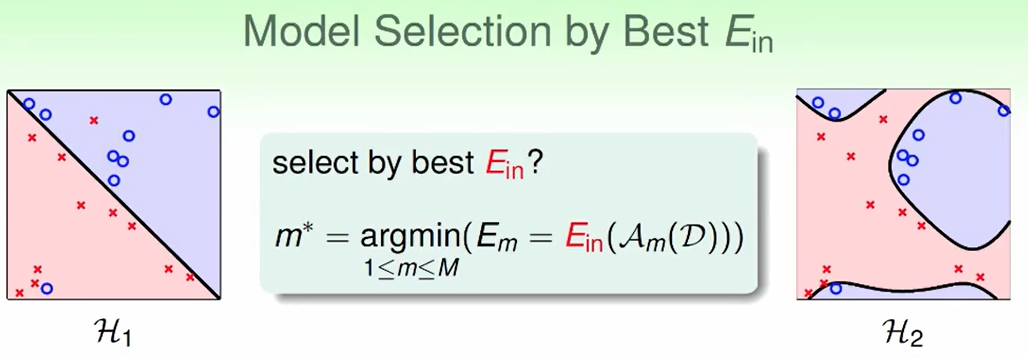 Model Selection by Best E_in
select by best E_in?
m* = argmin(E_m = E_in(𝒜_m(𝒟)))
1≤m≤M
ℋ_1
ℋ_2